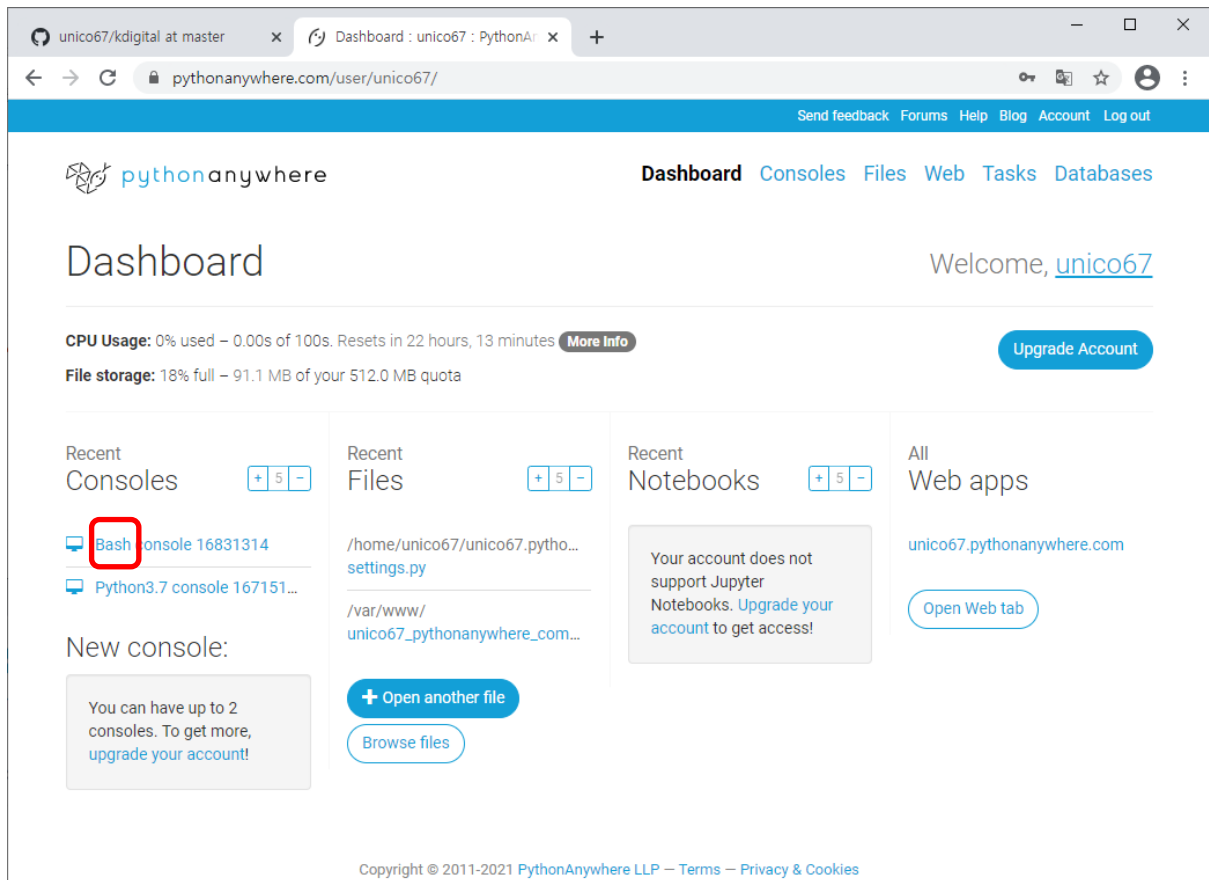 unico67/kdigital at master
Dashboard : unico67 : PythonAr
pythonanywhere.com/user/unico67/
Send feedback Forums Help Blog Account Log out
pythonanywhere
Dashboard Consoles Files Web Tasks Databases
Dashboard
Welcome, unico67
CPU Usage: 0% used – 0.00s of 100s. Resets in 22 hours, 13 minutes More Info
Upgrade Account
File storage: 18% full – 91.1 MB of your 512.0 MB quota
Recent
Consoles
+ 5 -
Bash console 16831314
Python3.7 console 167151...
New console:
You can have up to 2
consoles. To get more,
upgrade your account!
Recent
Files
+ 5 -
/home/unico67/unico67.pytho...
settings.py
/var/www/
unico67_pythonanywhere_com...
+ Open another file
Browse files
Recent
Notebooks
+ 5 -
Your account does not
support Jupyter
Notebooks. Upgrade your
account to get access!
All
Web apps
unico67.pythonanywhere.com
Open Web tab
Copyright © 2011-2021 PythonAnywhere LLP — Terms — Privacy & Cookies